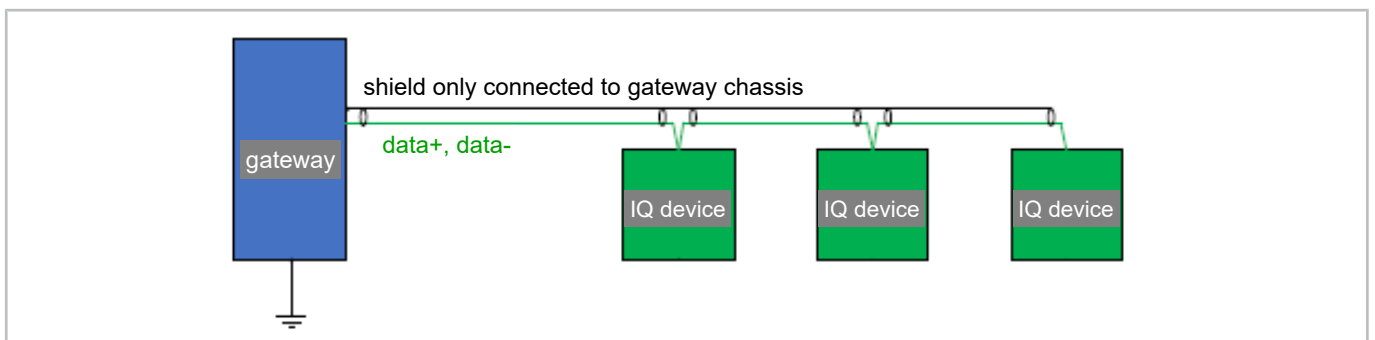 shield only connected to gateway chassis
data+, data-
gateway
IQ device
IQ device
IQ device